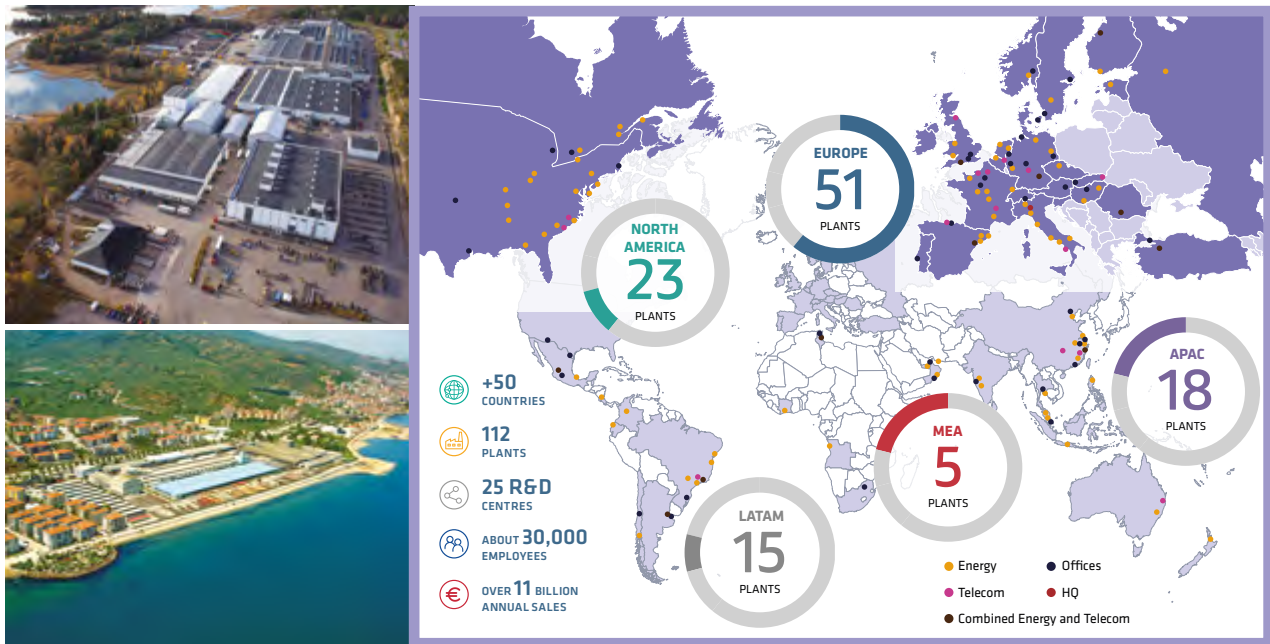 EUROPE
51
PLANTS
NORTH
AMERICA
23
PLANTS
APAC
18
PLANTS
MEA
5
PLANTS
LATAM
15
PLANTS
+50
COUNTRIES
112
PLANTS
25 R&D
CENTRES
ABOUT 30,000
EMPLOYEES
€
OVER 11 BILLION
ANNUAL SALES
Energy
Offices
Telecom
HQ
Combined Energy and Telecom